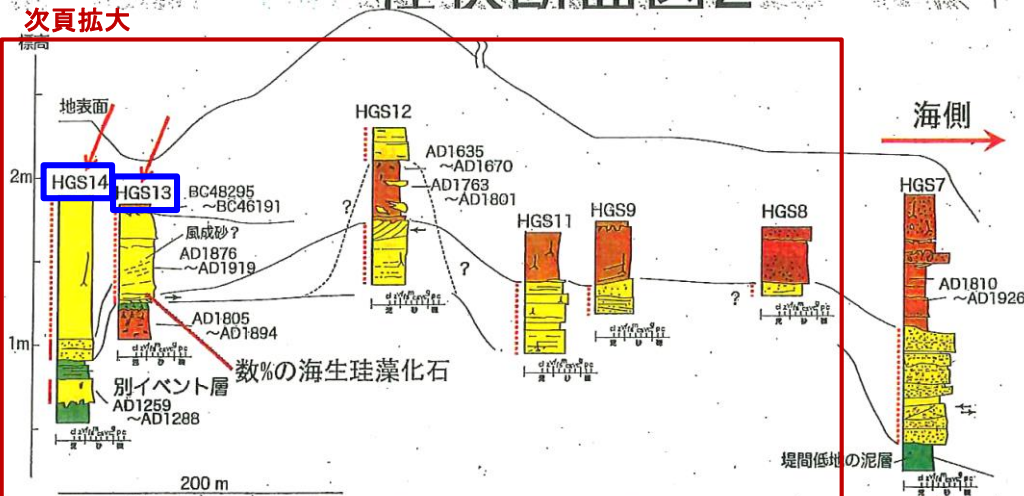 次頁拡大
標高
地表面
海側
HGS12
AD1635
～AD1670
AD1763
～AD1801
2m
HGS14
HGS13
BC48295
～BC46191
風成砂?
AD1876
～AD1919
?
?
HGS11
HGS9
HGS8
HGS7
AD1810
～AD1926
?
AD1805
～AD1894
1m
数%の海生珪藻化石
別イベント層
AD1259
～AD1288
堤間低地の泥層
200 m